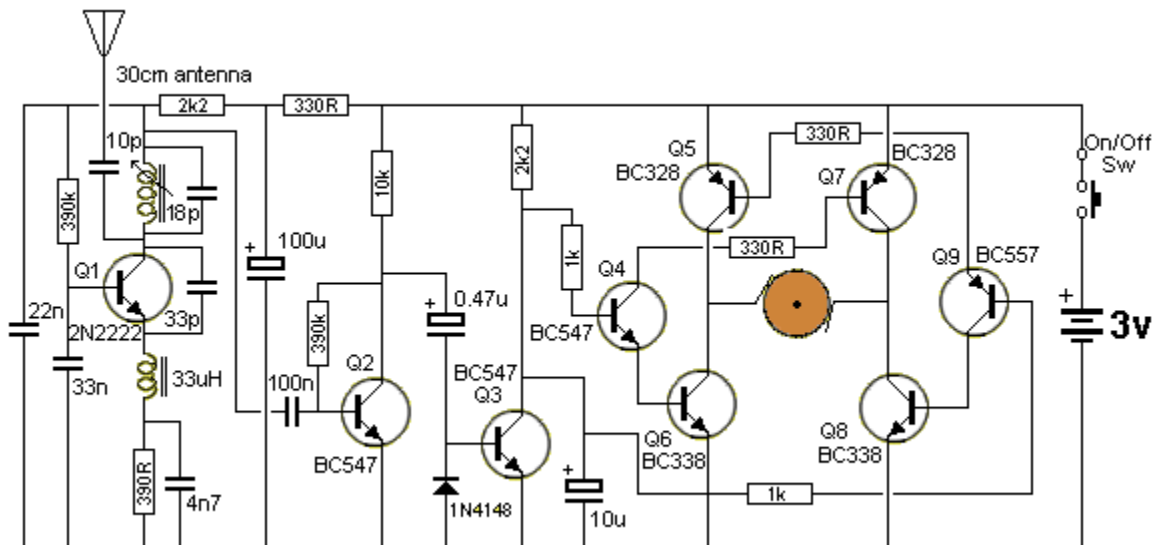 30cm antenna
2k2
330R
10p
18p
390k
Q1
2N2222
33p
22n
33n
33uH
390R
4n7
+
100u
10k
390k
100n
Q2
BC547
+
0.47u
1N4148
2k2
BC547
Q3
+
10u
1k
Q4
BC547
Q5
BC328
330R
Q7
BC328
330R
Q6
BC338
Q8
BC338
Q9
BC557
1k
On/Off
Sw
+
3v